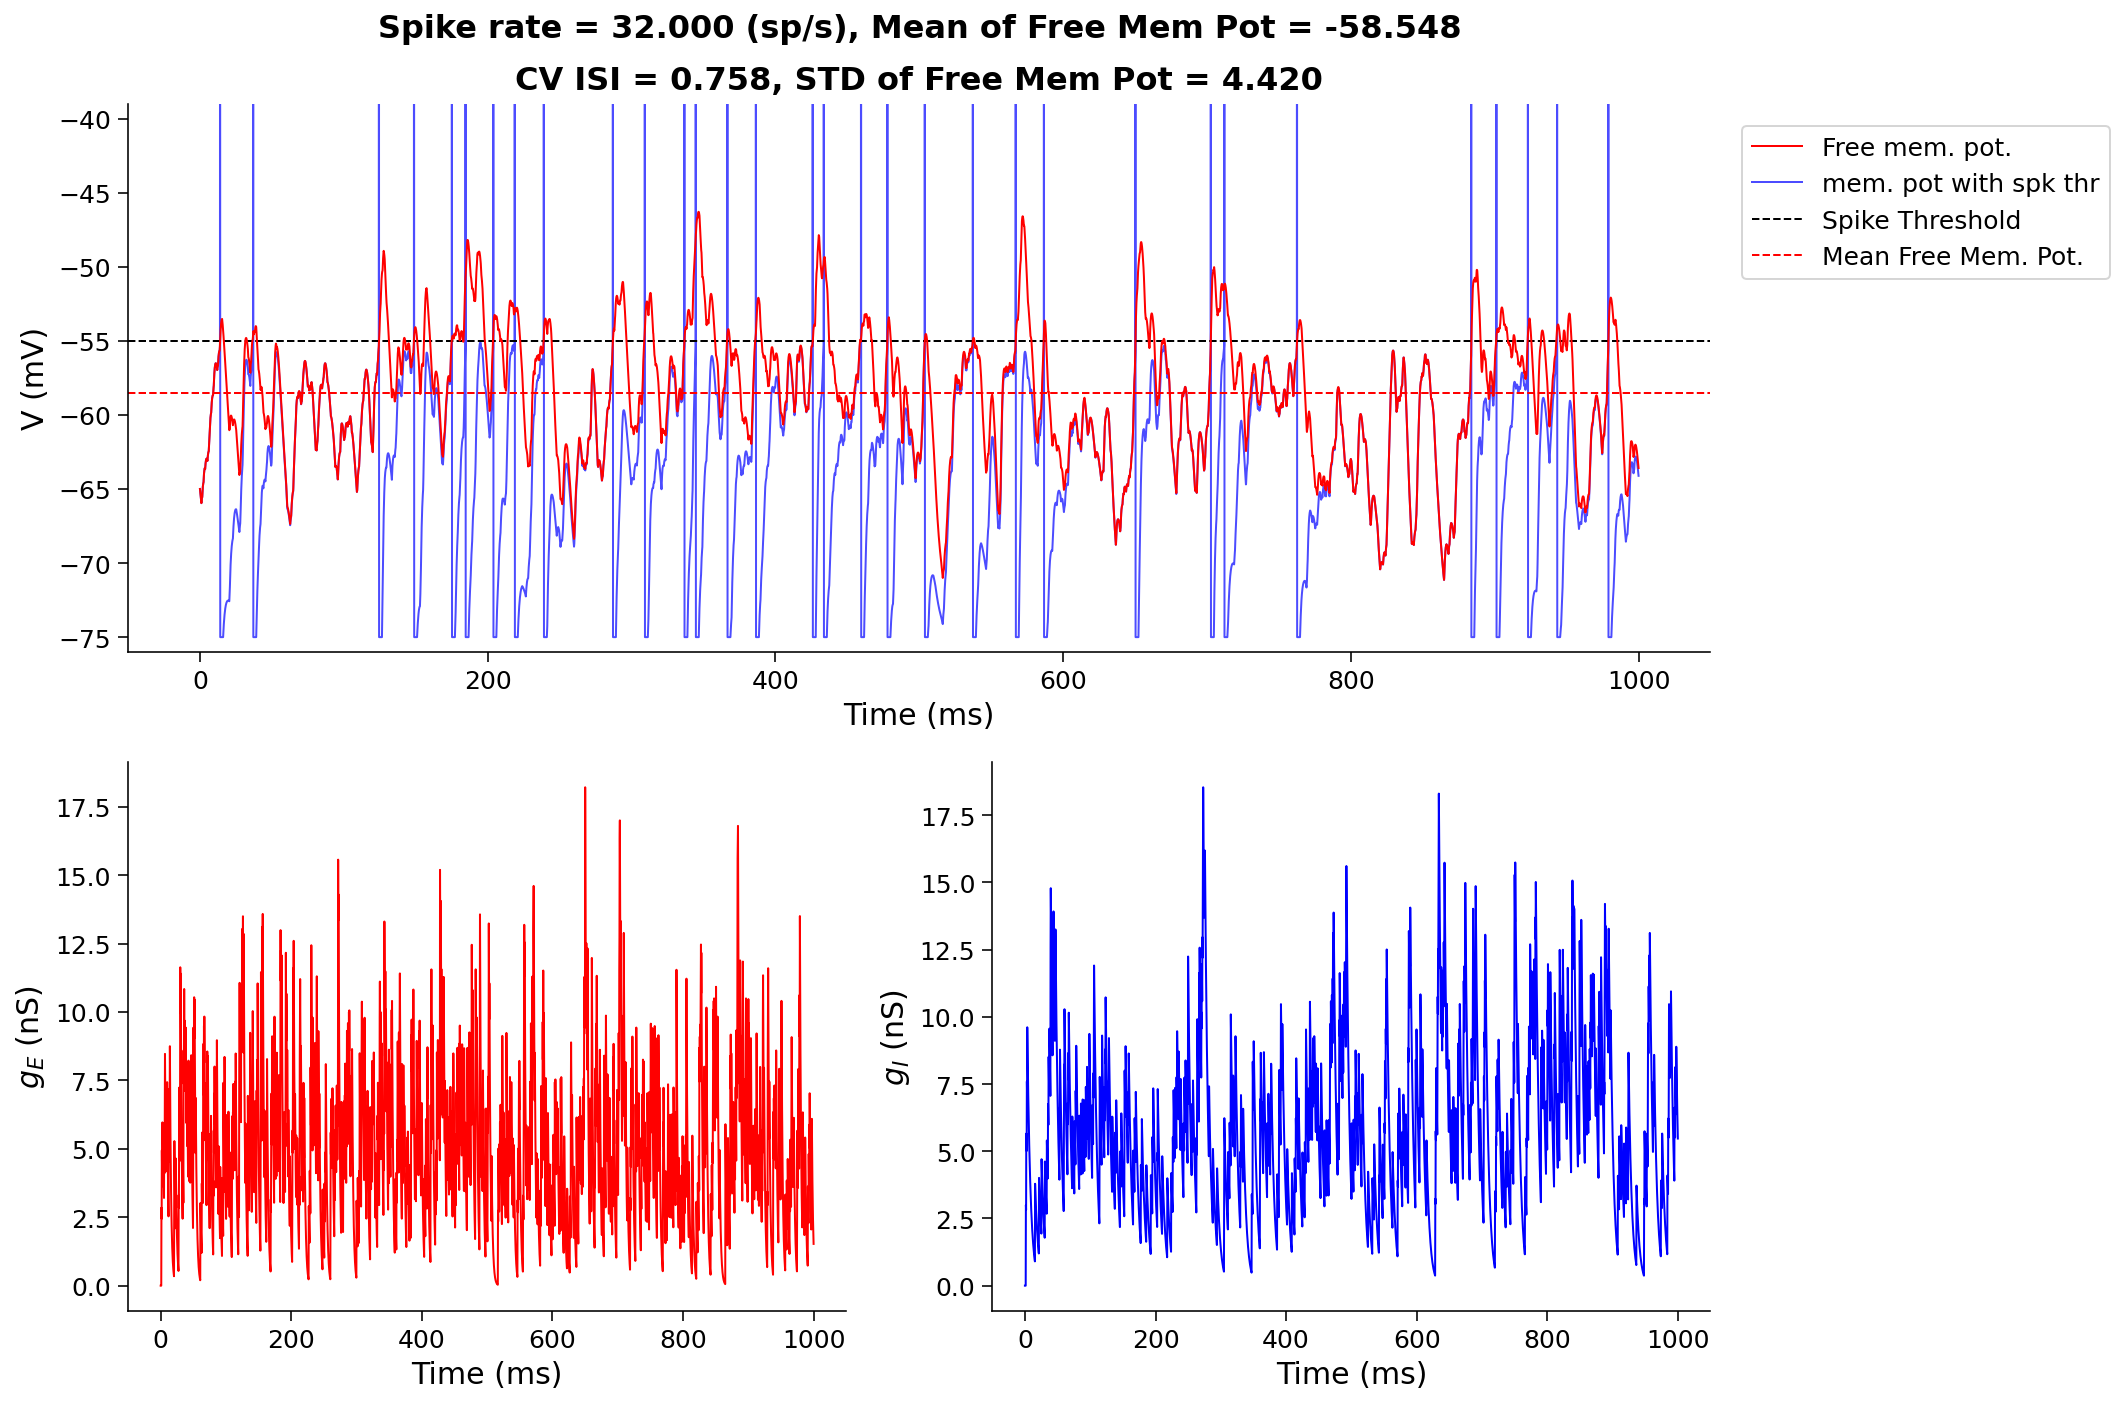 Spike rate = 32.000 (sp/s), Mean of Free Mem Pot = -58.548
CV ISI = 0.758, STD of Free Mem Pot = 4.420
V (mV)
−40
−45
−50
−55
−60
−65
−70
−75
0 200 400 600 800 1000
Time (ms)
Free mem. pot.
mem. pot with spk thr
Spike Threshold
Mean Free Mem. Pot.
g_E (nS)
17.5
15.0
12.5
10.0
7.5
5.0
2.5
0.0
0 200 400 600 800 1000
Time (ms)
g_I (nS)
17.5
15.0
12.5
10.0
7.5
5.0
2.5
0.0
0 200 400 600 800 1000
Time (ms)